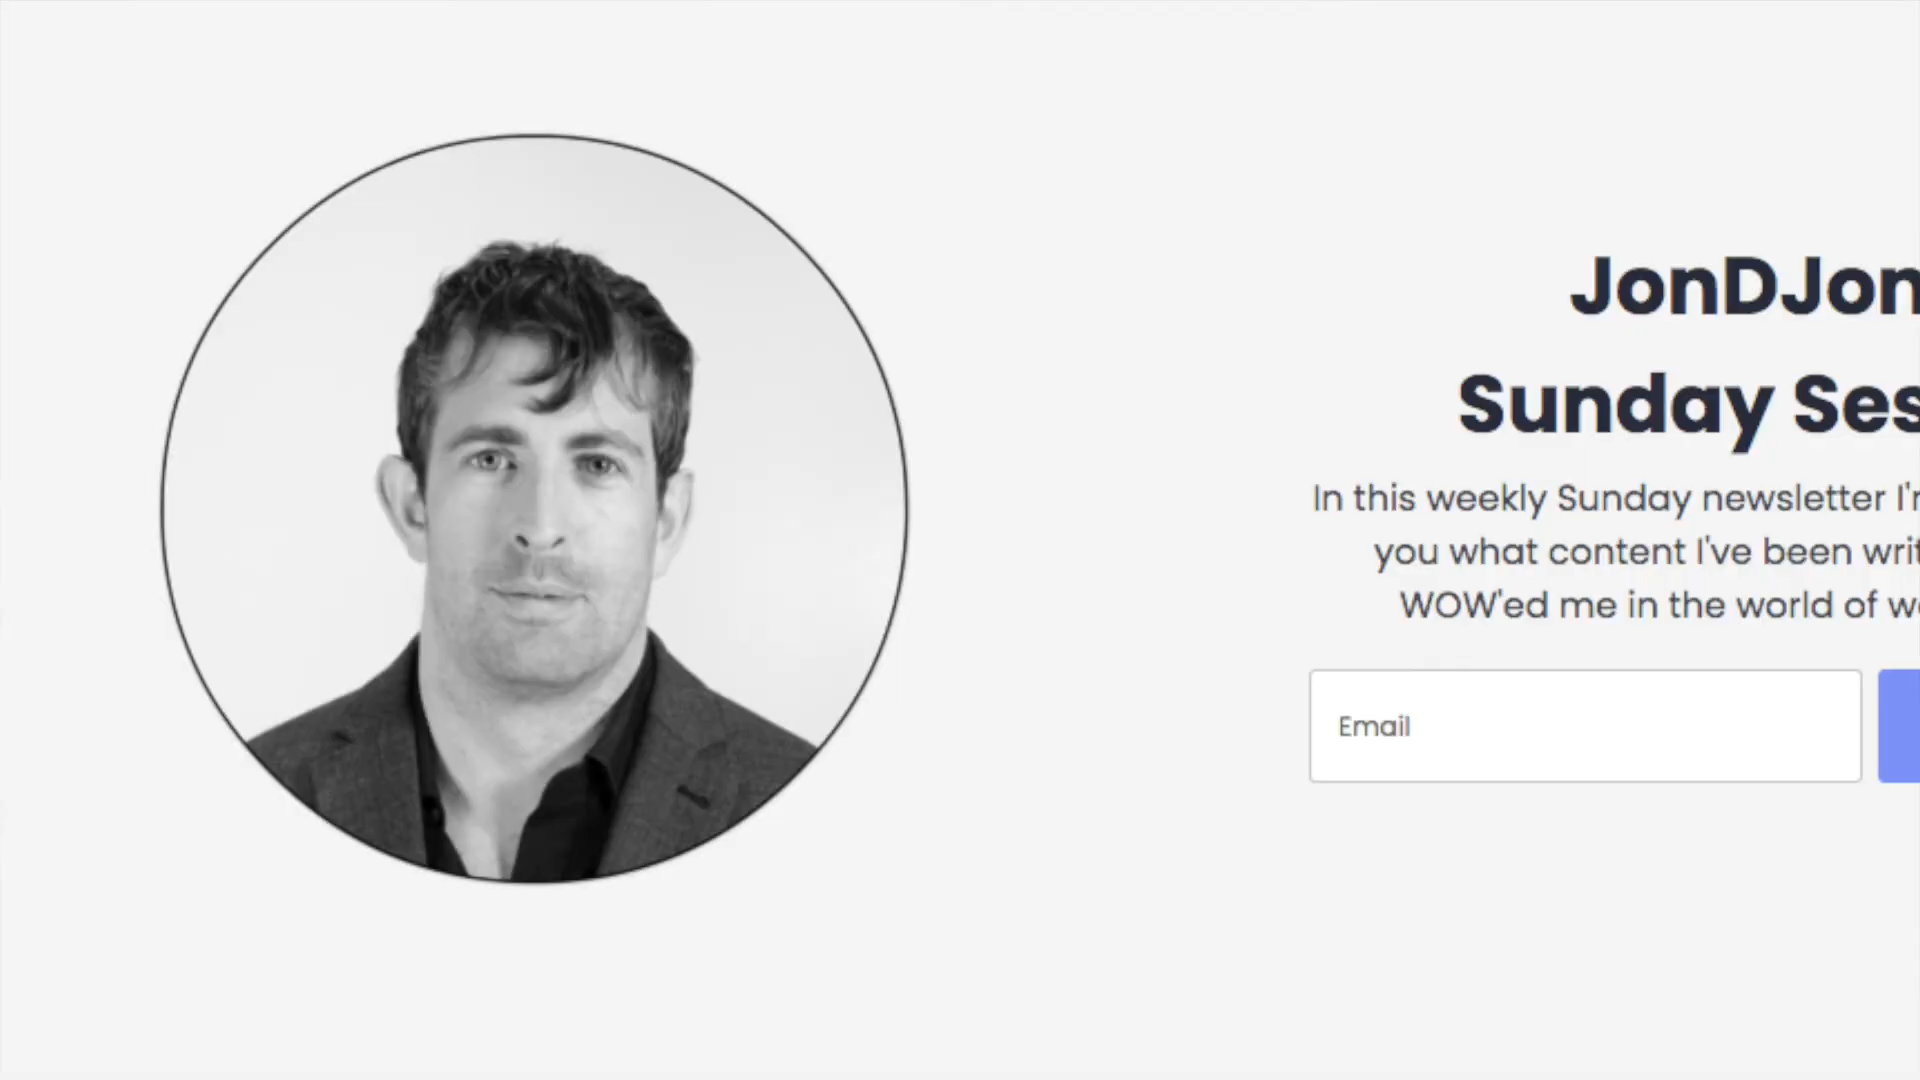 JonDJon
Sunday Ses
In this weekly Sunday newsletter I'
you what content I've been writ
WOW'ed me in the world of w
Email